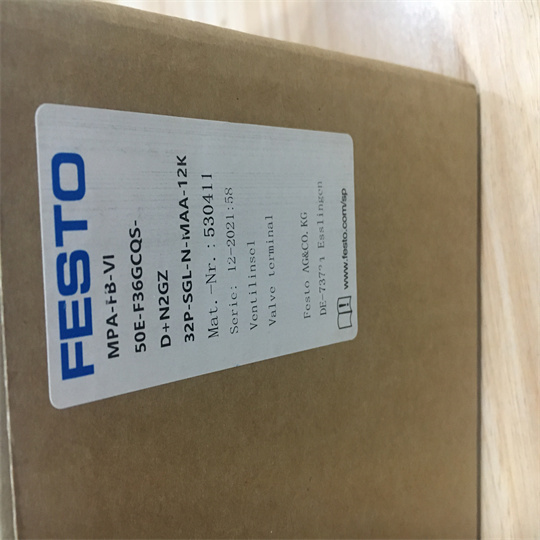 FESTO
MPA-FB-VI
50E-F36GCQS-
D+N2GZ
32P-SGL-N-MAA-12K
Mat.-Nr.:530411
Serie: 12-2021:58
Ventilinsel
Valve terminal
Festo AG&CO.KG
Esslingen
www.festo.com/sp